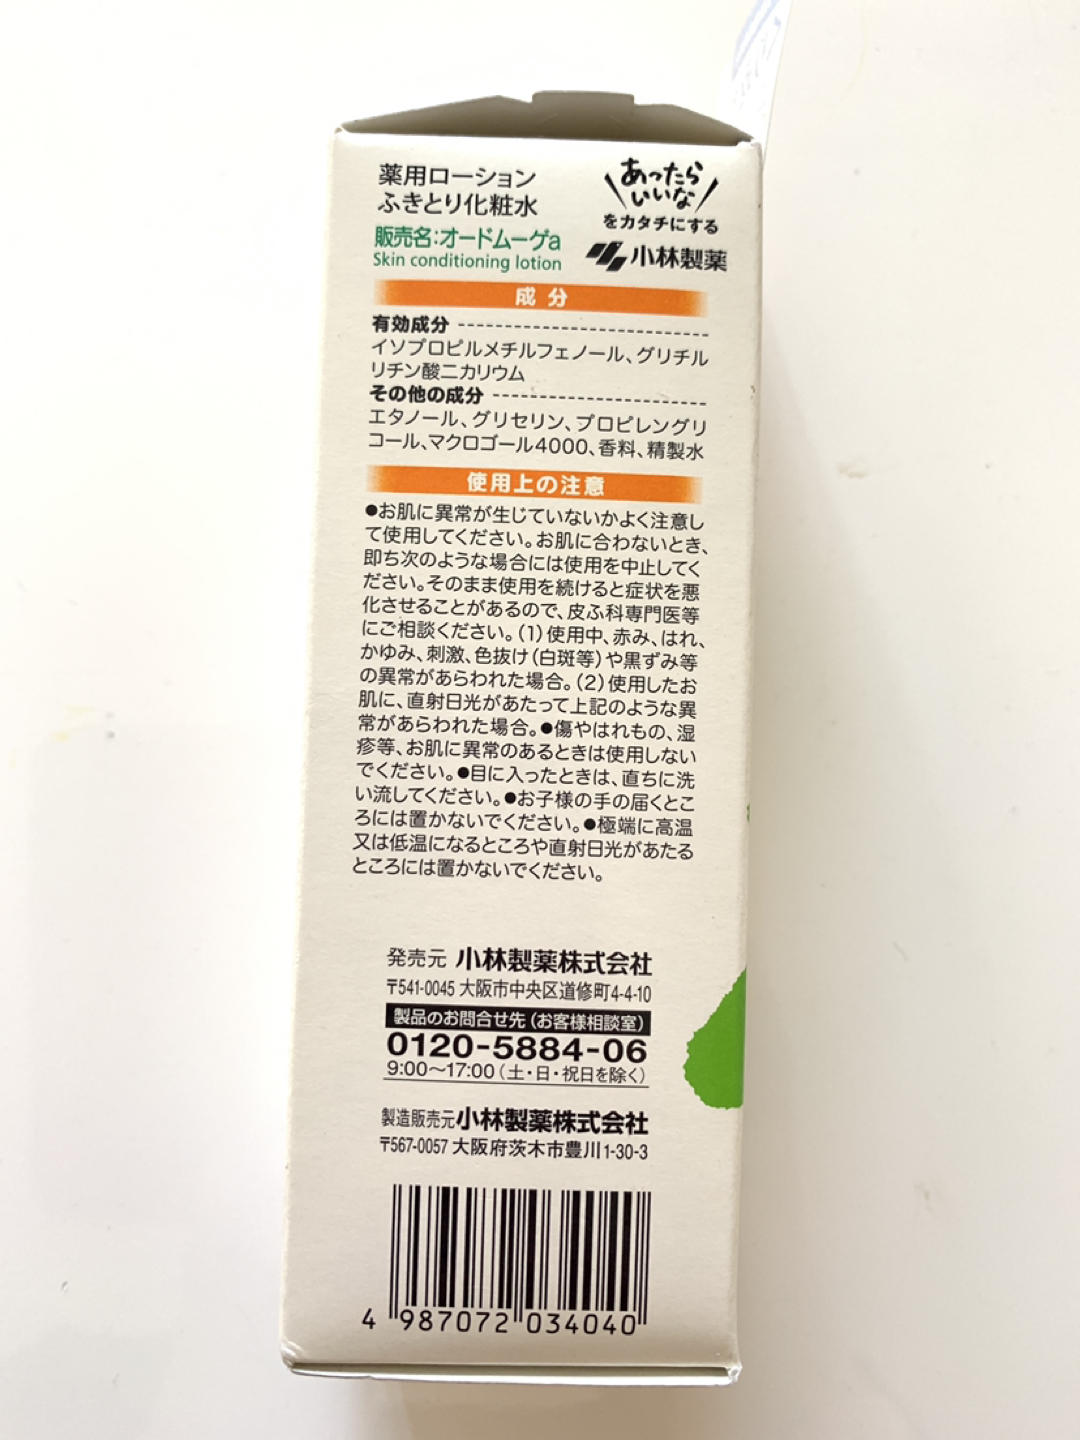 薬用ローション
ふきとり化粧水
販売名:オードムーゲa
Skin conditioning lotion
あったら
いいな
をカタチにする
小林製薬
成分
有効成分
イソプロピルメチルフェノール、グリチル
リチン酸二カリウム
その他の成分
エタノール、グリセリン、プロピレングリ
コール、マクロゴール4000、香料、精製水
使用上の注意
●お肌に異常が生じていないかよく注意し
て使用してください。お肌に合わないとき、
即ち次のような場合には使用を中止してく
ださい。そのまま使用を続けると症状を悪
化させることがあるので、皮ふ科専門医等
にご相談ください。(1)使用中、赤み、はれ、
かゆみ、刺激、色抜け(白斑等)や黒ずみ等
の異常があらわれた場合。(2)使用したお
肌に、直射日光があたって上記のような異
常があらわれた場合。●傷やはれもの、湿
疹等、お肌に異常のあるときは使用しない
でください。●目に入ったときは、直ちに洗
い流してください。●お子様の手の届くとこ
ろには置かないでください。●極端に高温
又は低温になるところや直射日光があたる
ところには置かないでください。
発売元 小林製薬株式会社
〒541-0045 大阪市中央区道修町4-4-10
製品のお問合せ先(お客様相談室)
0120-5884-06
9:00〜17:00(土・日・祝日を除く)
製造販売元小林製薬株式会社
〒567-0057 大阪府茨木市豊川1-30-3
4 987072 034040